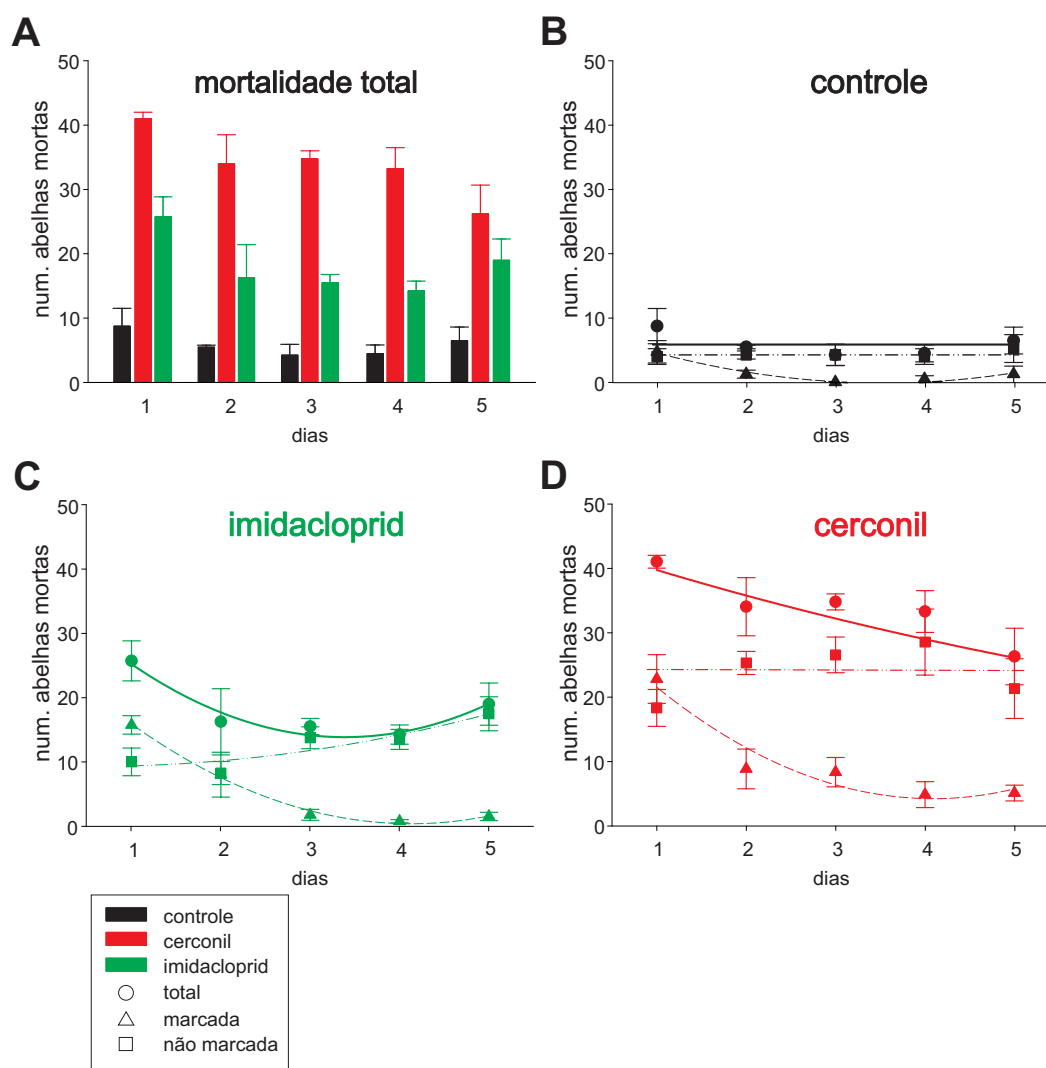 A
mortalidade total
num. abelhas mortas
50
40
30
20
10
0
1 2 3 4 5
dias
B
controle
num. abelhas mortas
50
40
30
20
10
0
1 2 3 4 5
dias
C
imidacloprid
num. abelhas mortas
50
40
30
20
10
0
1 2 3 4 5
dias
D
cerconil
num. abelhas mortas
50
40
30
20
10
0
1 2 3 4 5
dias
controle
cerconil
imidacloprid
total
marcada
não marcada